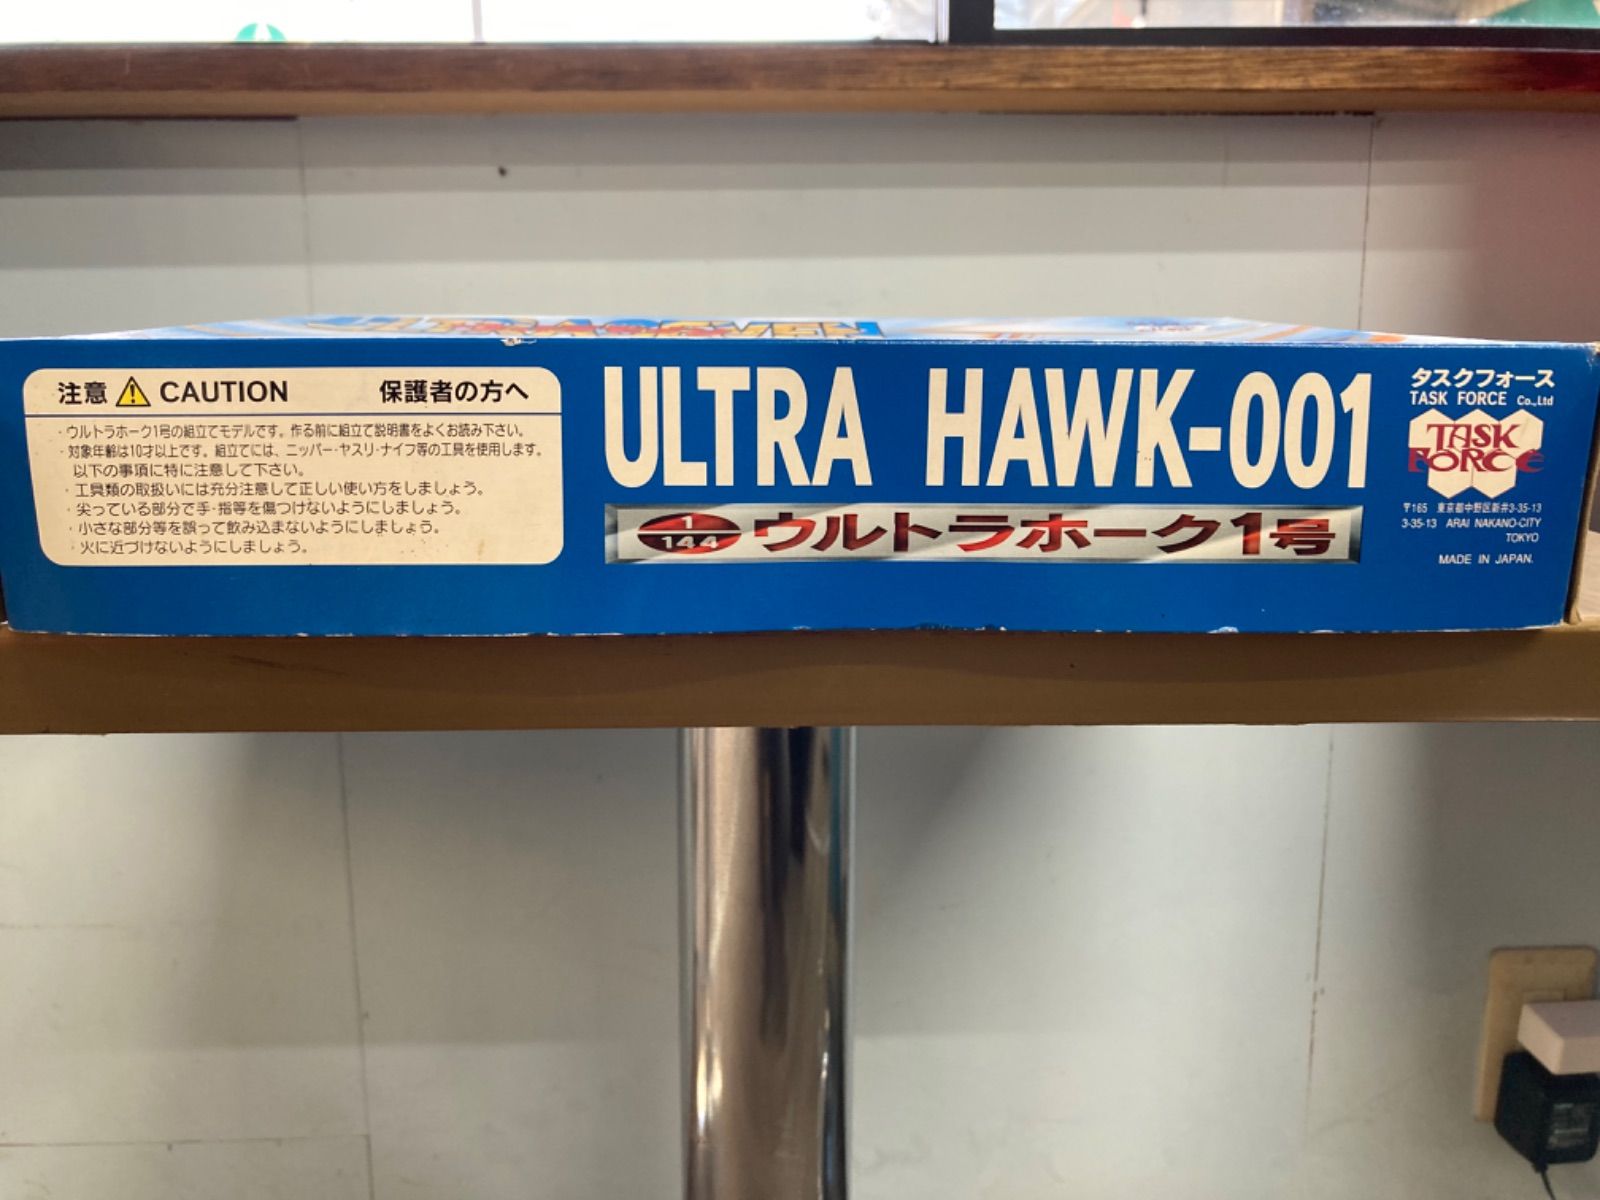 注意 CAUTION 保護者の方へ
・ウルトラホーク1号の組立てモデルです。作る前に組立て説明書をよくお読み下さい。
・対象年齢は10才以上です。組立てには、ニッパー・ヤスリ・ナイフ等の工具を使用します。
以下の事項に特に注意して下さい。
・工具類の取扱いには充分注意して正しい使い方をしましょう。
・尖っている部分で手・指等を傷つけないようにしましょう。
・小さな部分等を誤って飲み込まないようにしましょう。
・火に近づけないようにしましょう。
ULTRA HAWK-001
1/144 ウルトラホーク1号
タスクフォース
TASK FORCE Co.,Ltd
TASK
FORCE
〒165 東京都中野区新井3-35-13
3-35-13 ARAI NAKANO-CITY
TOKYO
MADE IN JAPAN.